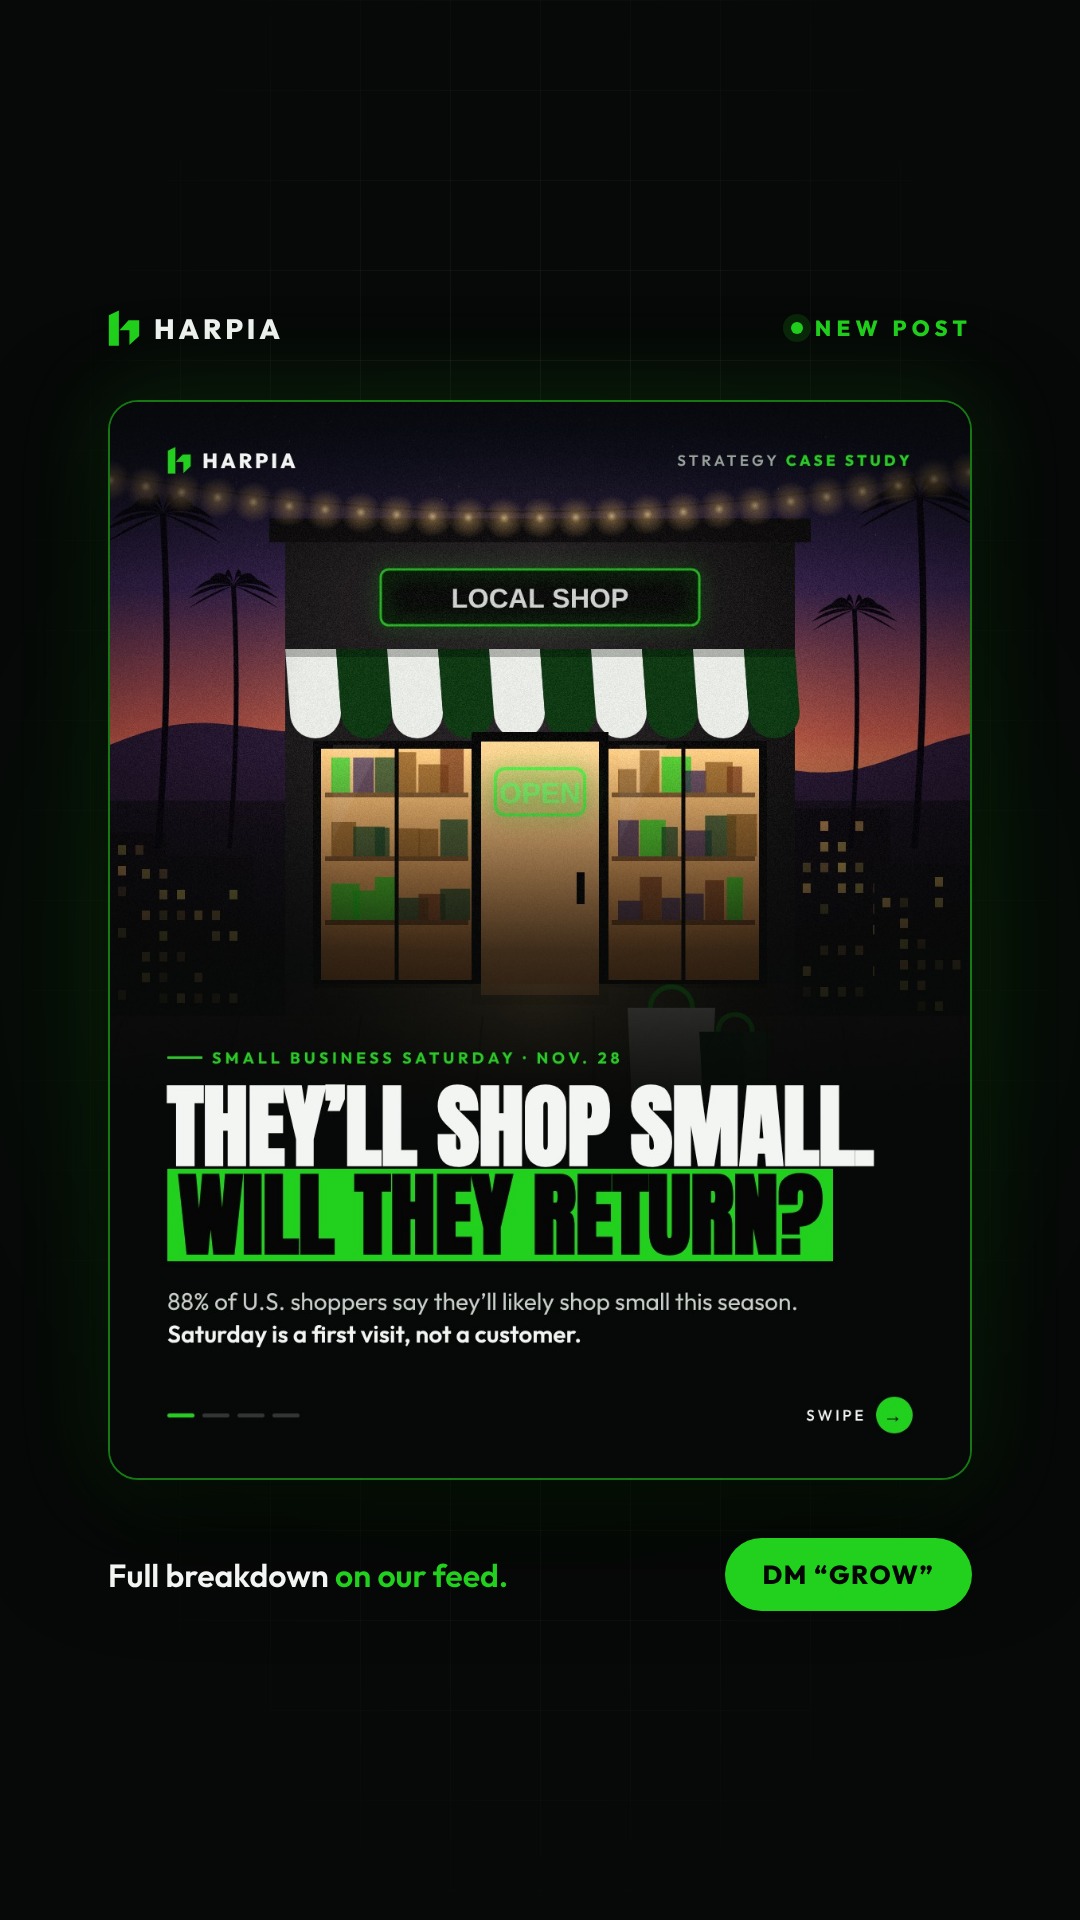 HARPIA
NEW POST
HARPIA
STRATEGY CASE STUDY
LOCAL SHOP
OPEN
SMALL BUSINESS SATURDAY · NOV. 28
THEY’LL SHOP SMALL.
WILL THEY RETURN?
88% of U.S. shoppers say they’ll likely shop small this season.
Saturday is a first visit, not a customer.
SWIPE →
Full breakdown on our feed.
DM “GROW”